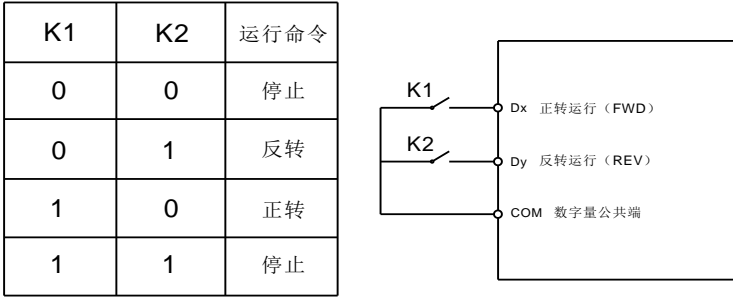 K1 K2 运行命令
0 0 停止
0 1 反转
1 0 正转
1 1 停止
K1
Dx 正转运行（FWD）
K2
Dy 反转运行（REV）
COM 数字量公共端